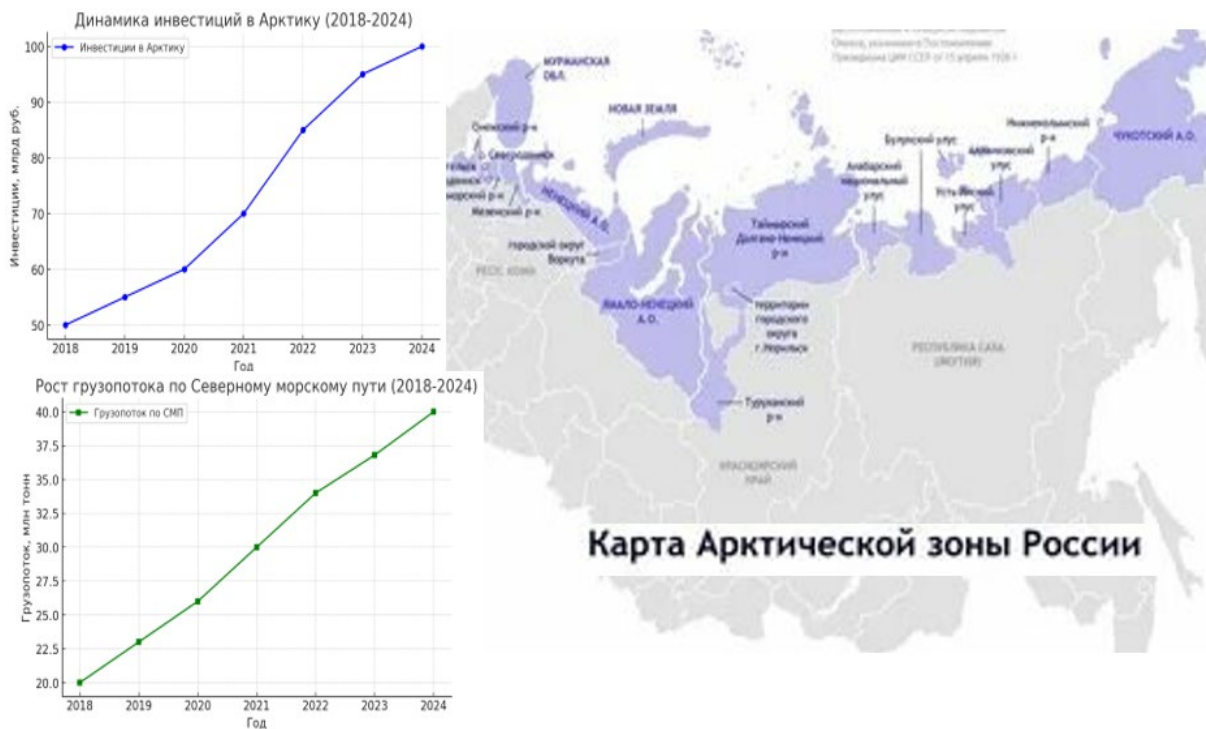 Динамика инвестиций в Арктику (2018-2024)
Инвестиции в Арктику
Инвестиции, млрд руб.
100
90
80
70
60
50
2018 2019 2020 2021 2022 2023 2024
Год
Рост грузопотока по Северному морскому пути (2018-2024)
Грузопоток по СМП
Грузопоток, млн тонн
40.0
37.5
35.0
32.5
30.0
27.5
25.0
22.5
20.0
2018 2019 2020 2021 2022 2023 2024
Год
МУРМАНСКАЯ
ОБЛ.
НОВАЯ ЗЕМЛЯ
Онежский р-н
г. Северодвинск
Мезенский р-н
НЕНЕЦКИЙ А.О.
городской округ
Воркута
РЕСП. КОМИ
ЯМАЛО-НЕНЕЦКИЙ
А.О.
Таймырский
Долгано-Ненецкий
р-н
территории
городского
округа
г.Норильск
Туруханский
р-н
КРАСНОЯРСКИЙ
КРАЙ
Анабарский
национальный
улус
Булунский улус
Усть-Янский
улус
Аллаиховский
улус
Нижнеколымский
р-н
ЧУКОТСКИЙ А.О.
РЕСПУБЛИКА САХА
(ЯКУТИЯ)
Карта Арктической зоны России